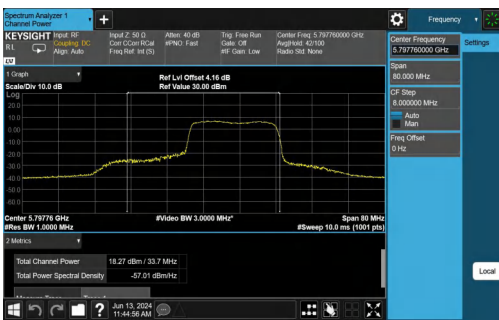 Spectrum Analyzer 1
Channel Power
Frequency
KEYSIGHT
RL
LXI
Input: RF
Coupling: DC
Align: Auto
Input Z: 50 Ω
Corr CCorr RCal
Freq Ref: Int (S)
Atten: 40 dB
#PNO: Fast
Trig: Free Run
Gate: Off
#IF Gain: Low
Center Freq: 5.797760000 GHz
Avg|Hold: 42/100
Radio Std: None
Center Frequency
5.797760000 GHz
Settings
Span
80.000 MHz
CF Step
8.000000 MHz
Auto
Man
Freq Offset
0 Hz
Local
1 Graph
Scale/Div 10.0 dB
Ref Lvl Offset 4.16 dB
Ref Value 30.00 dBm
Log
20.0
10.0
0.00
-10.0
-20.0
-30.0
-40.0
-50.0
-60.0
Center 5.79776 GHz
#Res BW 1.0000 MHz
#Video BW 3.0000 MHz*
Span 80 MHz
#Sweep 10.0 ms (1001 pts)
2 Metrics
Total Channel Power 18.27 dBm / 33.7 MHz
Total Power Spectral Density -57.01 dBm/Hz
?
Jun 13, 2024
11:44:56 AM